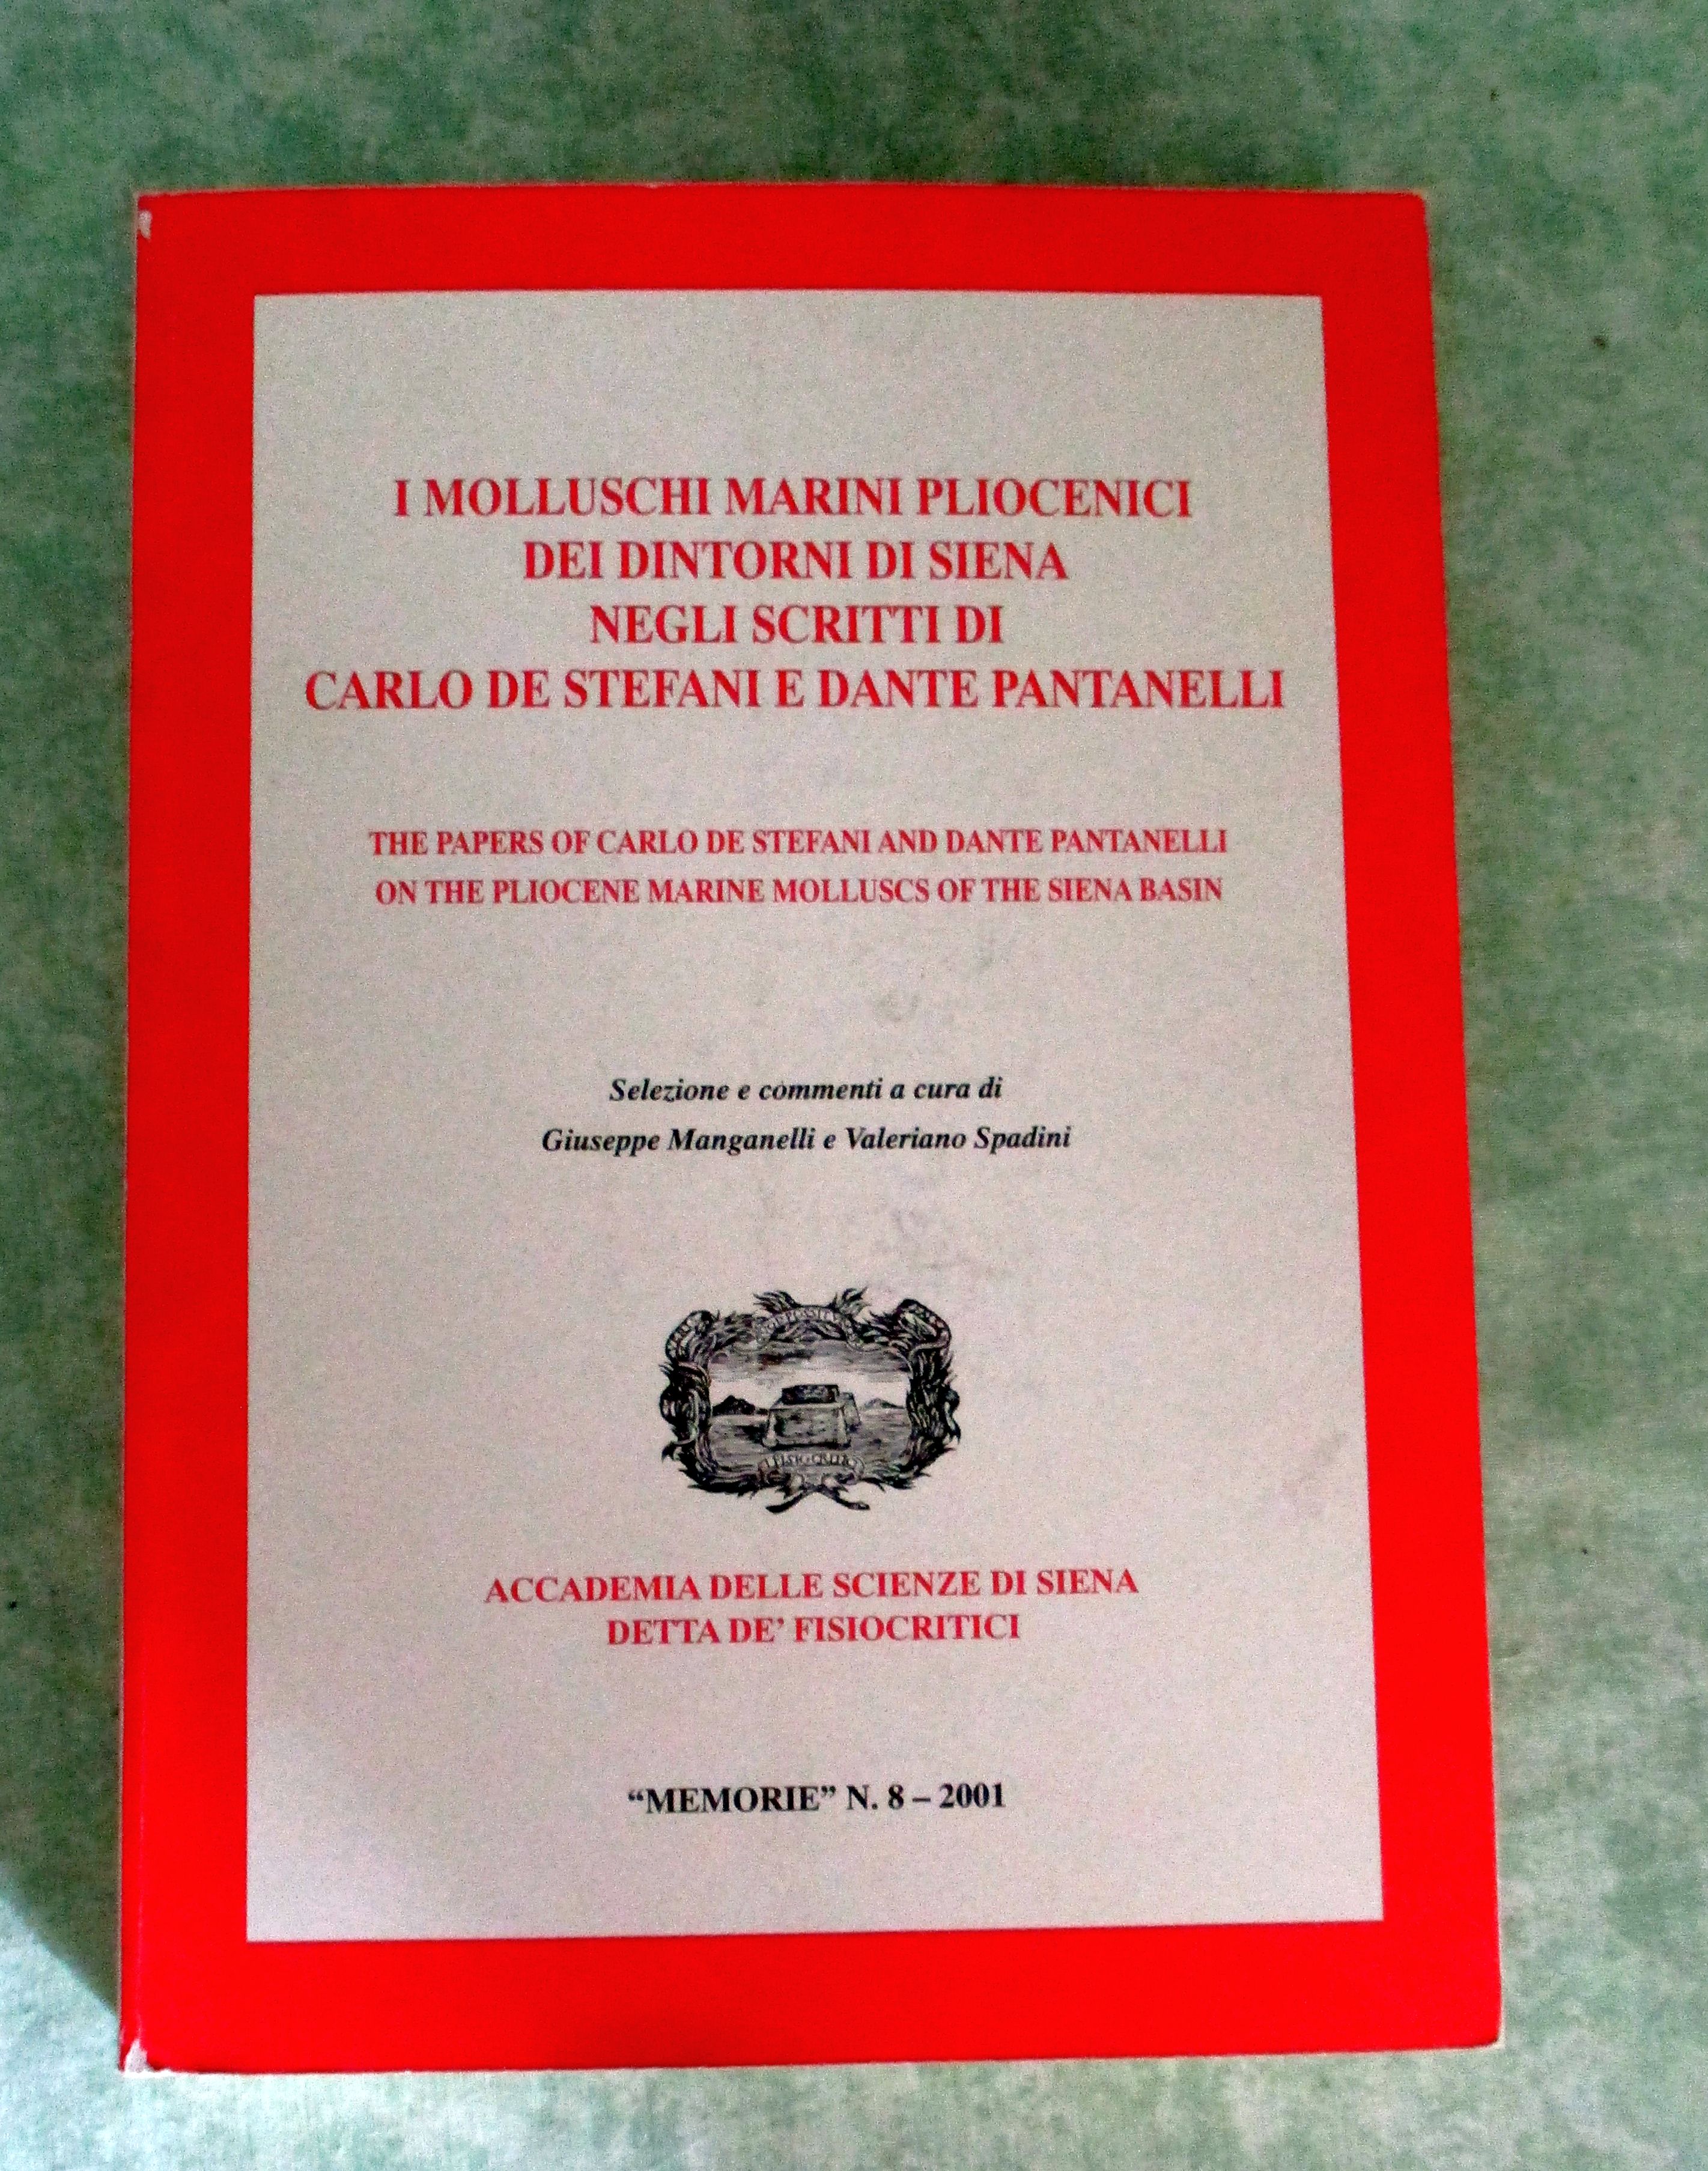 I MOLLUSCHI MARINI PLIOCENICI
DEI DINTORNI DI SIENA
NEGLI SCRITTI DI
CARLO DE STEFANI E DANTE PANTANELLI
THE PAPERS OF CARLO DE STEFANI AND DANTE PANTANELLI
ON THE PLIOCENE MARINE MOLLUSCS OF THE SIENA BASIN
Selezione e commenti a cura di
Giuseppe Manganelli e Valeriano Spadini
ACCADEMIA DELLE SCIENZE DI SIENA
DETTA DE’ FISIOCRITICI
“MEMORIE” N. 8 – 2001